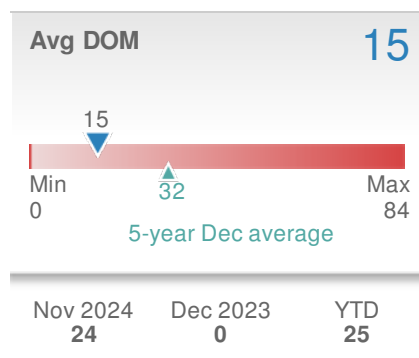 Avg DOM 15
15
Min 32 Max
0 84
5-year Dec average
Nov 2024 Dec 2023 YTD
24 0 25